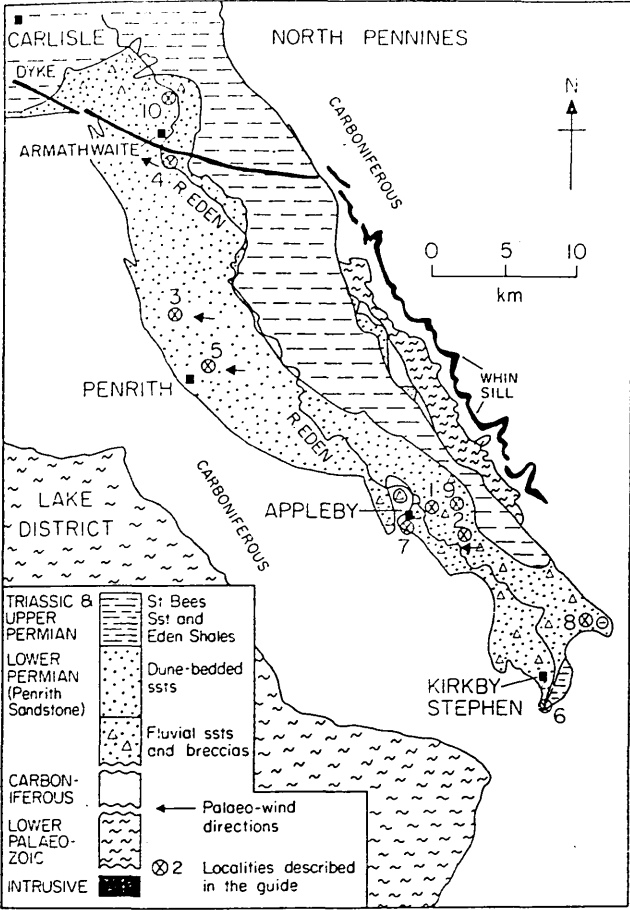 CARLISLE
NORTH PENNINES
DYKE
N
10
CARBONIFEROUS
ARMATHWAITE
4
R EDEN
0 5 10
km
3
5
PENRITH
WHIN
SILL
R EDEN
LAKE
DISTRICT
CARBONIFEROUS
APPLEBY
1
9
2
7
8
KIRKBY
STEPHEN
6
TRIASSIC &
UPPER
PERMIAN
St Bees
Sst and
Eden Shales
LOWER
PERMIAN
(Penrith
Sandstone)
Dune-bedded
ssts
Fluvial ssts
and breccias
CARBON-
IFEROUS
Palaeo-wind
directions
LOWER
PALAEO-
ZOIC
2 Localities described
in the guide
INTRUSIVE